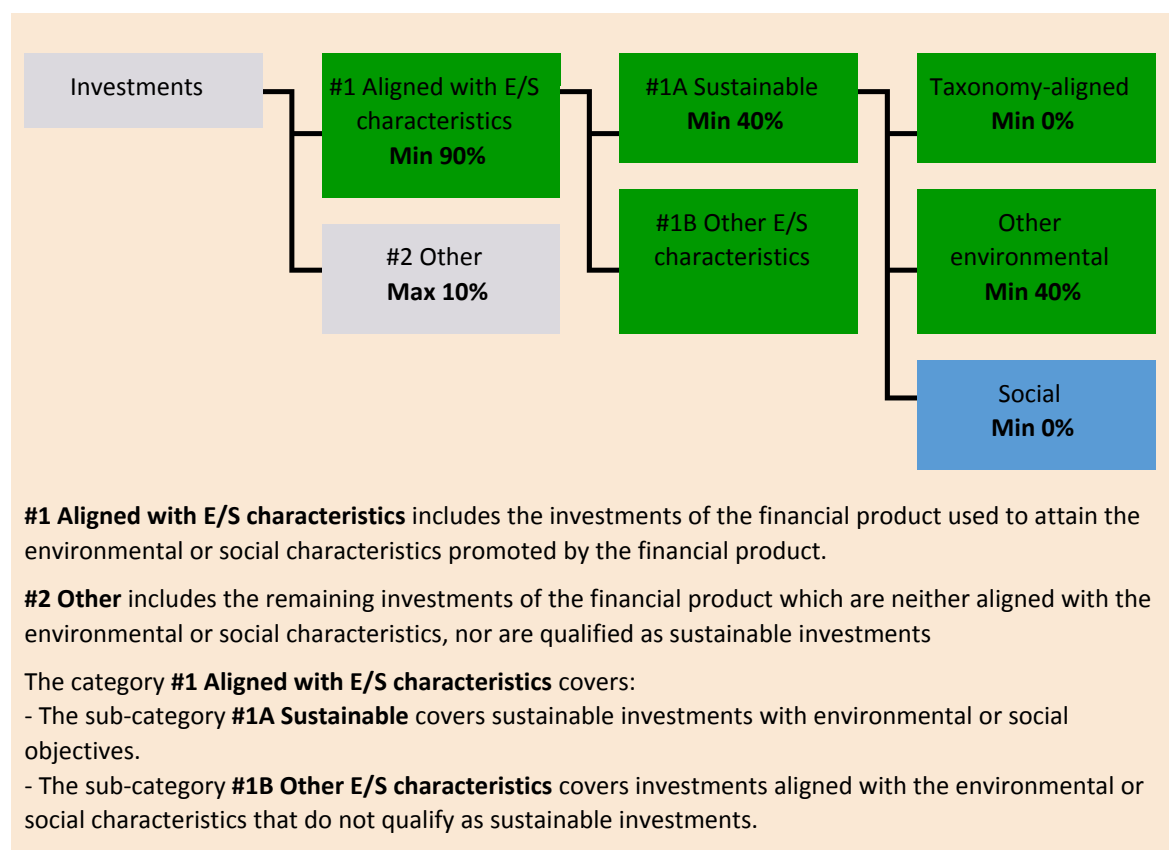 Investments
#1 Aligned with E/S
characteristics
Min 90%
#2 Other
Max 10%
#1A Sustainable
Min 40%
#1B Other E/S
characteristics
Taxonomy-aligned
Min 0%
Other
environmental
Min 40%
Social
Min 0%
#1 Aligned with E/S characteristics includes the investments of the financial product used to attain the
environmental or social characteristics promoted by the financial product.
#2 Other includes the remaining investments of the financial product which are neither aligned with the
environmental or social characteristics, nor are qualified as sustainable investments
The category #1 Aligned with E/S characteristics covers:
- The sub-category #1A Sustainable covers sustainable investments with environmental or social
objectives.
- The sub-category #1B Other E/S characteristics covers investments aligned with the environmental or
social characteristics that do not qualify as sustainable investments.